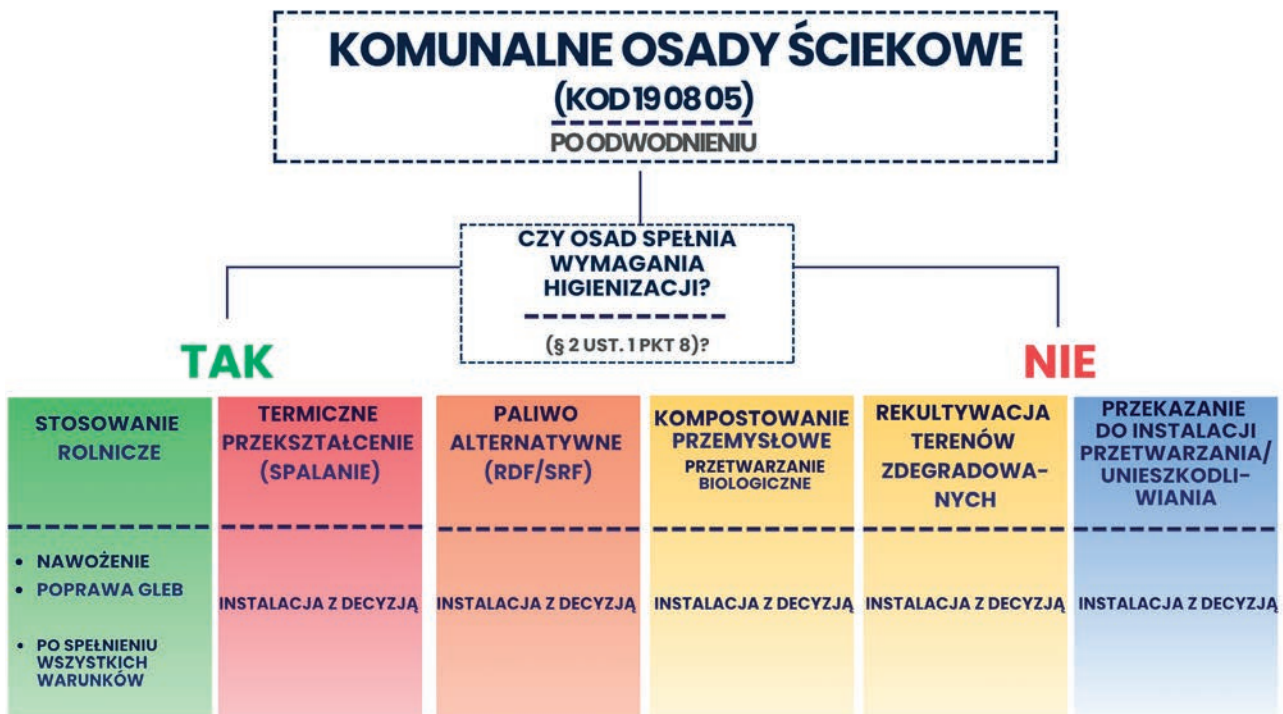 KOMUNALNE OSADY ŚCIEKOWE
(KOD 19 08 05)
PO ODWODNIENIU
CZY OSAD SPEŁNIA
WYMAGANIA
HIGIENIZACJI?
(§ 2 UST. 1 PKT 8)?
TAK
NIE
STOSOWANIE
ROLNICZE
• NAWOŻENIE
• POPRAWA GLEB
• PO SPEŁNIENIU
WSZYSTKICH
WARUNKÓW
TERMICZNE
PRZEKSZTAŁCENIE
(SPALANIE)
INSTALACJA Z DECYZJĄ
PALIWO
ALTERNATYWNE
(RDF/SRF)
INSTALACJA Z DECYZJĄ
KOMPOSTOWANIE
PRZEMYSŁOWE
PRZETWARZANIE
BIOLOGICZNE
INSTALACJA Z DECYZJĄ
REKULTYWACJA
TERENÓW
ZDEGRADOWA-
NYCH
INSTALACJA Z DECYZJĄ
PRZEKAZANIE
DO INSTALACJI
PRZETWARZANIA/
UNIESZKODLI-
WIANIA
INSTALACJA Z DECYZJĄ